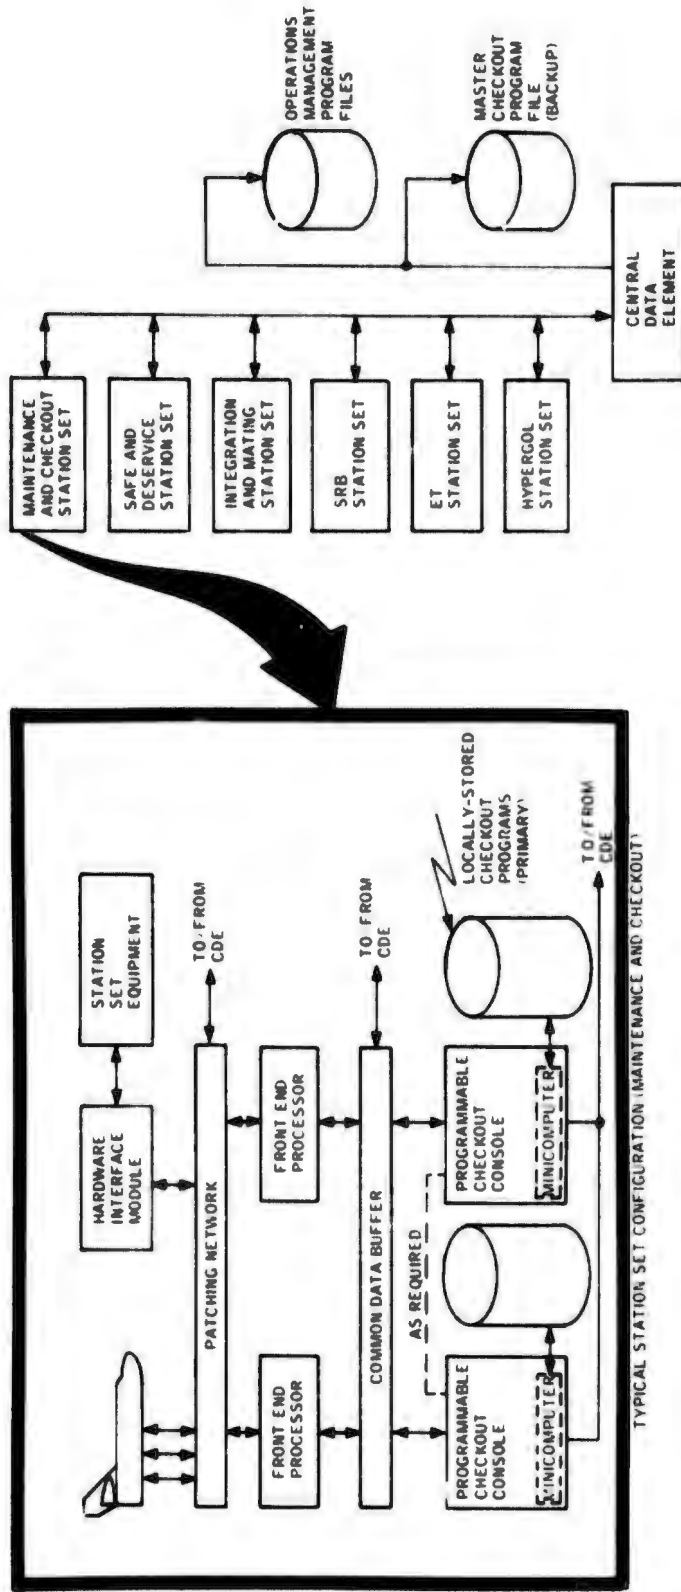 MAINTENANCE
AND CHECKOUT
STATION SET
SAFE AND
DESERVICE
STATION SET
INTEGRATION
AND MATING
STATION SET
SRB
STATION SET
ET
STATION SET
HYPERGOL
STATION SET
OPERATIONS
MANAGEMENT
PROGRAM
FILES
MASTER
CHECKOUT
PROGRAM
FILE
(BACKUP)
CENTRAL
DATA
ELEMENT
HARDWARE
INTERFACE
MODULE
STATION
SET
EQUIPMENT
PATCHING NETWORK
TO/FROM
CDE
FRONT END
PROCESSOR
FRONT END
PROCESSOR
COMMON DATA BUFFER
TO/FROM
CDE
AS REQUIRED
PROGRAMMABLE
CHECKOUT
CONSOLE
MINICOMPUTER
PROGRAMMABLE
CHECKOUT
CONSOLE
MINICOMPUTER
LOCALLY-STORED
CHECKOUT
PROGRAMS
(PRIMARY)
TO/FROM
CDE
TYPICAL STATION SET CONFIGURATION (MAINTENANCE AND CHECKOUT)